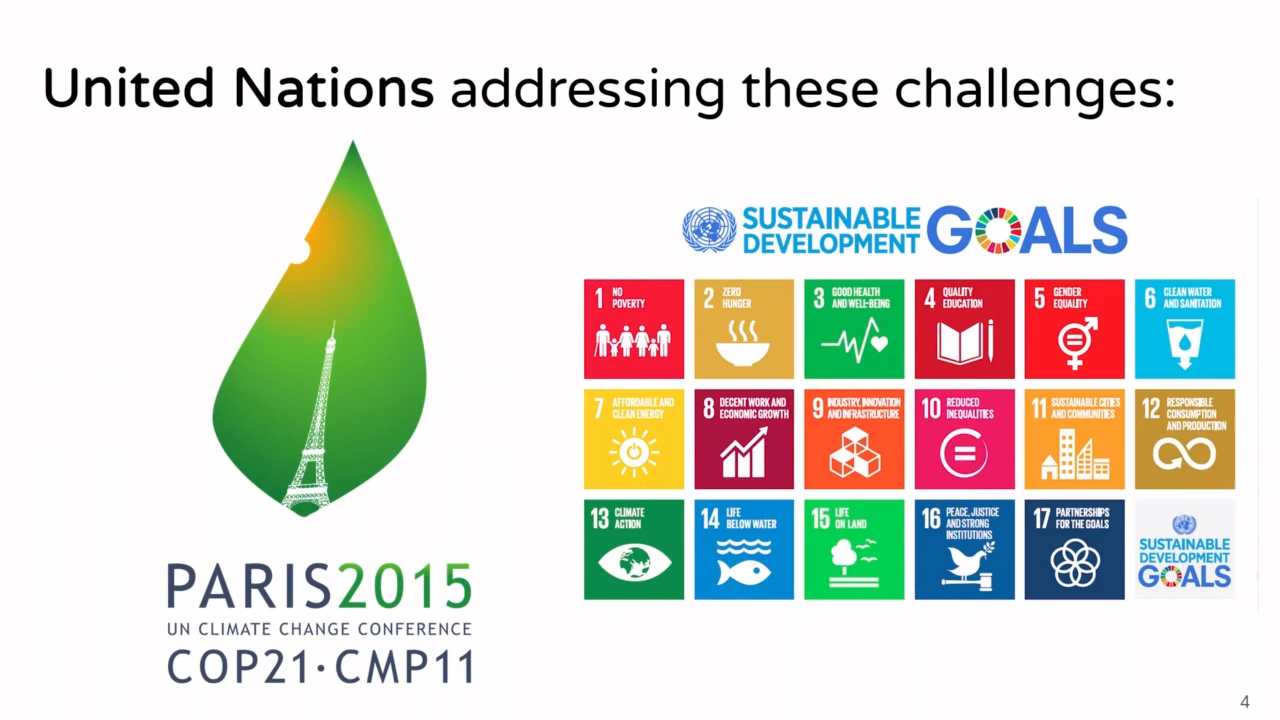 United Nations addressing these challenges:
PARIS2015
UN CLIMATE CHANGE CONFERENCE
COP21·CMP11
SUSTAINABLE
DEVELOPMENT
GOALS
1 NO
POVERTY
2 ZERO
HUNGER
3 GOOD HEALTH
AND WELL-BEING
4 QUALITY
EDUCATION
5 GENDER
EQUALITY
6 CLEAN WATER
AND SANITATION
7 AFFORDABLE AND
CLEAN ENERGY
8 DECENT WORK AND
ECONOMIC GROWTH
9 INDUSTRY, INNOVATION
AND INFRASTRUCTURE
10 REDUCED
INEQUALITIES
11 SUSTAINABLE CITIES
AND COMMUNITIES
12 RESPONSIBLE
CONSUMPTION
AND PRODUCTION
13 CLIMATE
ACTION
14 LIFE
BELOW WATER
15 LIFE
ON LAND
16 PEACE, JUSTICE
AND STRONG
INSTITUTIONS
17 PARTNERSHIPS
FOR THE GOALS
SUSTAINABLE
DEVELOPMENT
GOALS
4